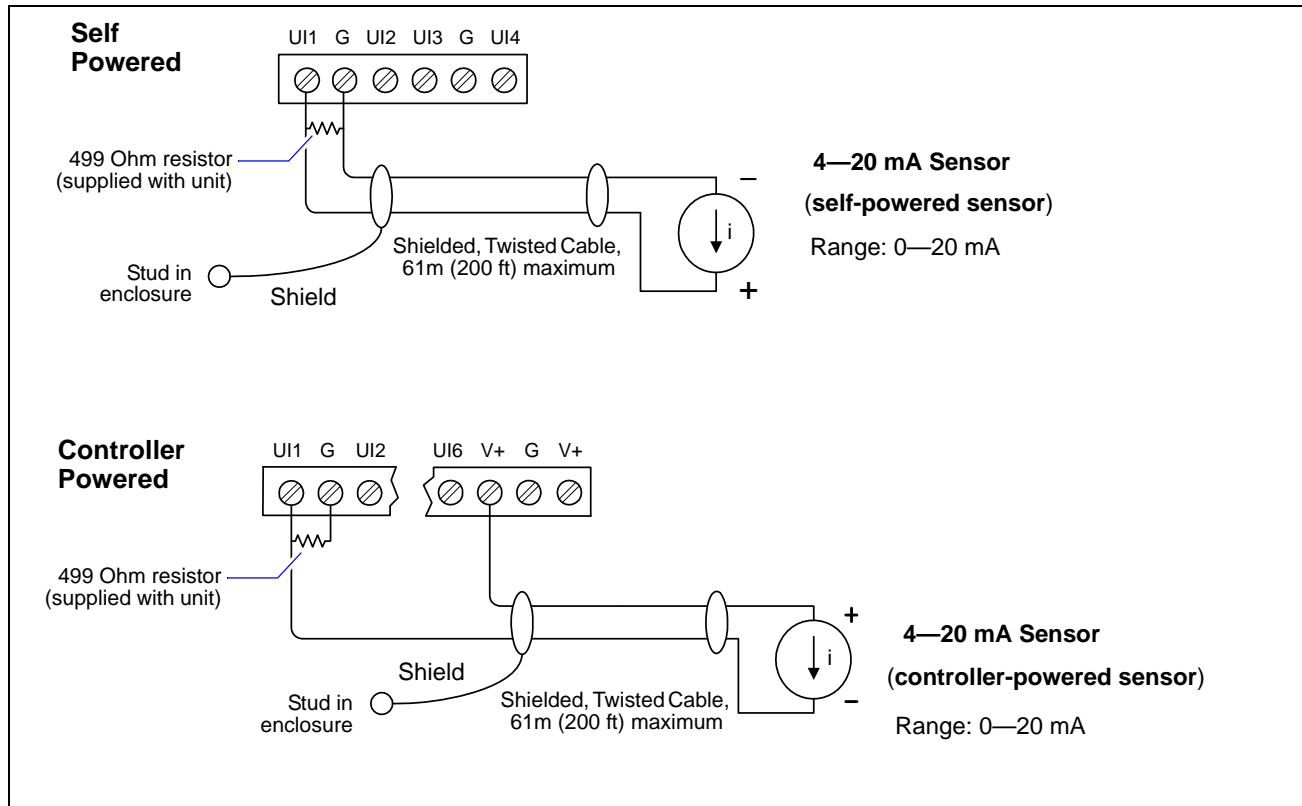 Self
Powered
UI1 G UI2 UI3 G UI4
499 Ohm resistor
(supplied with unit)
Stud in
enclosure
Shield
Shielded, Twisted Cable,
61m (200 ft) maximum
–
i
+
4—20 mA Sensor
(self-powered sensor)
Range: 0—20 mA
Controller
Powered
UI1 G UI2
UI6 V+ G V+
499 Ohm resistor
(supplied with unit)
Shield
Stud in
enclosure
Shielded, Twisted Cable,
61m (200 ft) maximum
+
i
–
4—20 mA Sensor
(controller-powered sensor)
Range: 0—20 mA